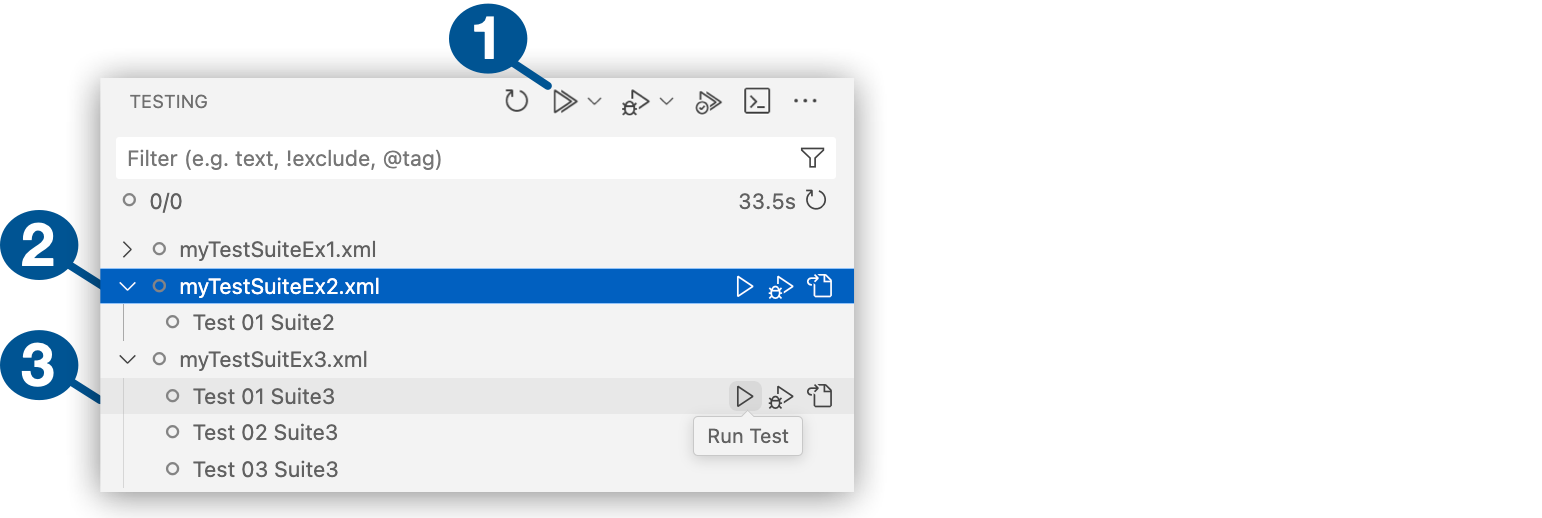 1
TESTING
Filter (e.g. text, !exclude, @tag)
0/0 33.5s
2
myTestSuiteEx1.xml
myTestSuiteEx2.xml
Test 01 Suite2
3
myTestSuitEx3.xml
Test 01 Suite3
Test 02 Suite3
Run Test
Test 03 Suite3